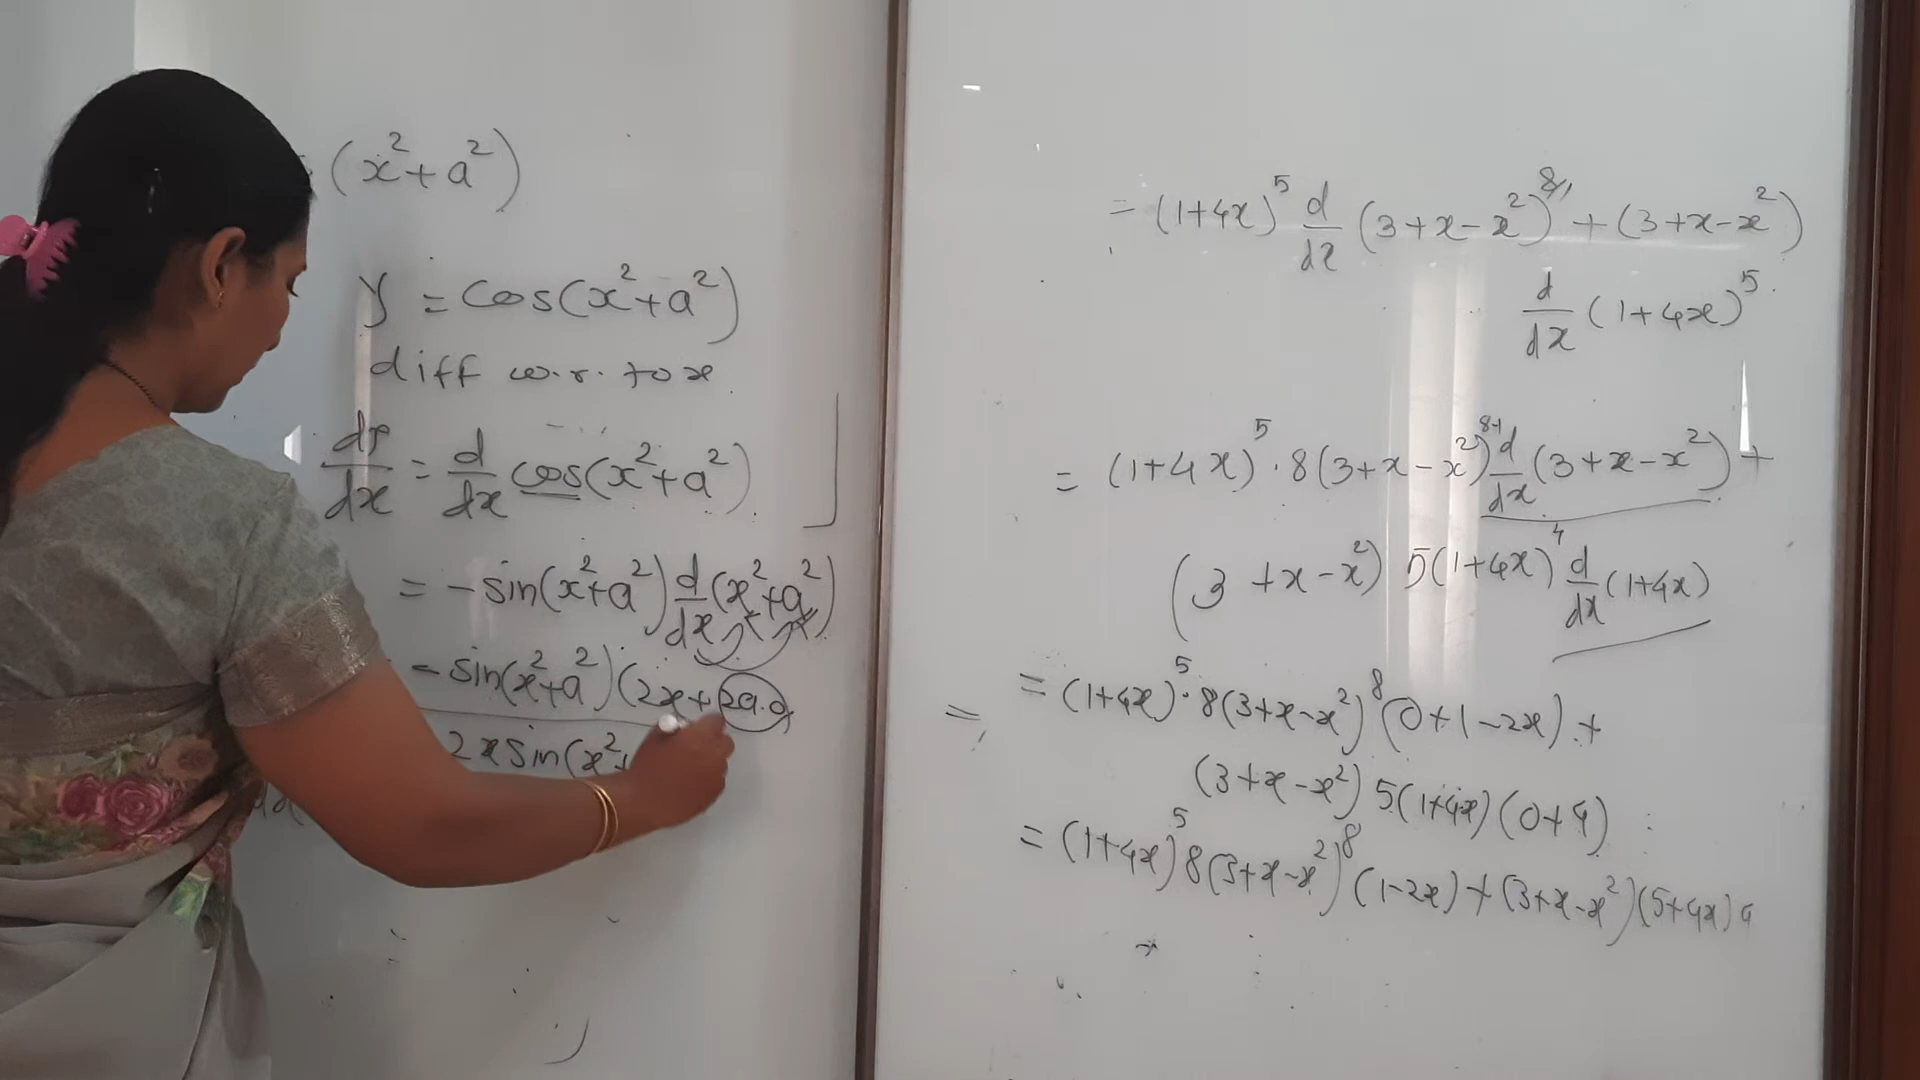 (x²+a²)
y = cos(x²+a²)
diff w.r.to x.
dy/dx = d/dx cos(x²+a²)
= -sin(x²+a²) d/dx (x²+a²)
= -sin(x²+a²)(2x+2a.0
2x sin(x²+
= (1+4x)⁵ d/dx (3+x-x²)⁸ + (3+x-x²)
d/dx (1+4x)⁵.
= (1+4x)⁵.8(3+x-x²)⁸⁻¹ d/dx (3+x-x²) +
(3+x-x²) 5(1+4x)⁴ d/dx (1+4x)
= (1+4x)⁵.8(3+x-x²)⁸(0+1-2x) +
=
(3+x-x²) 5(1+4x)(0+4)
= (1+4x)⁵8(3+x-x²)⁸(1-2x)+(3+x-x²)(5+4x)